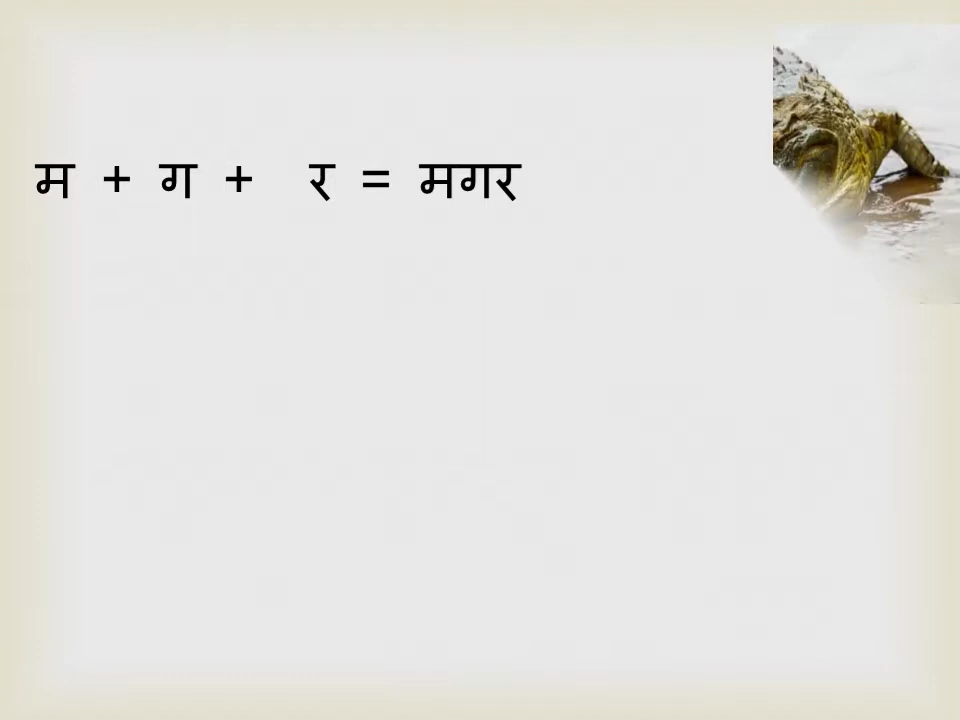 म + ग + र = मगर